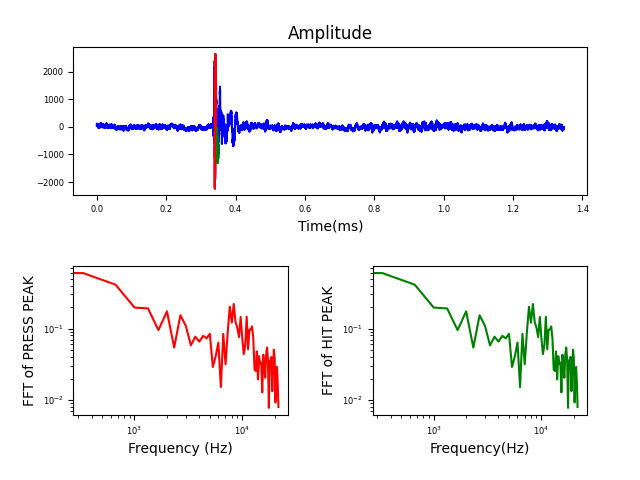 Amplitude
2000
1000
0
−1000
−2000
0.0 0.2 0.4 0.6 0.8 1.0 1.2 1.4
Time(ms)
FFT of PRESS PEAK
10⁻¹
10⁻²
10³ 10⁴
Frequency (Hz)
FFT of HIT PEAK
10⁻¹
10⁻²
10³ 10⁴
Frequency(Hz)